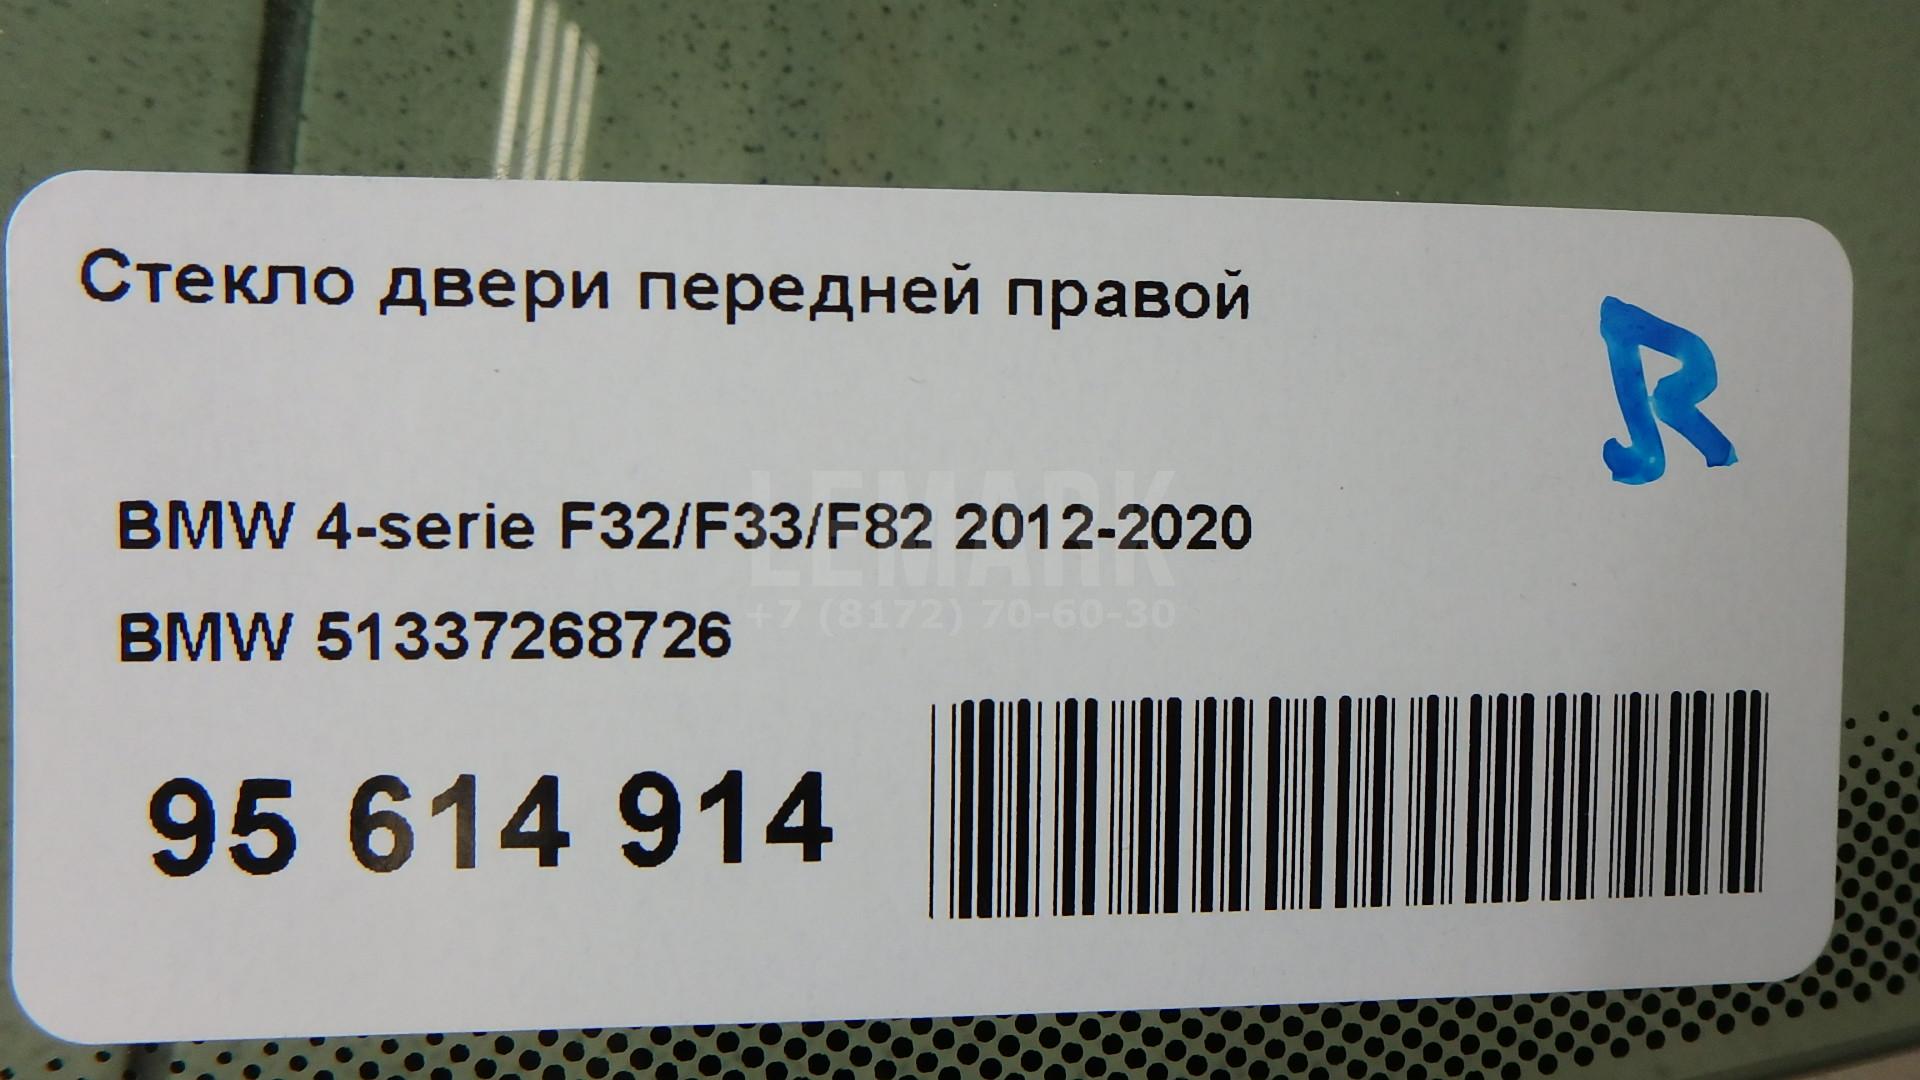 Стекло двери передней правой
R
BMW 4-serie F32/F33/F82 2012-2020
LEMARK
+7 (8172) 70-60-30
BMW 51337268726
95 614 914